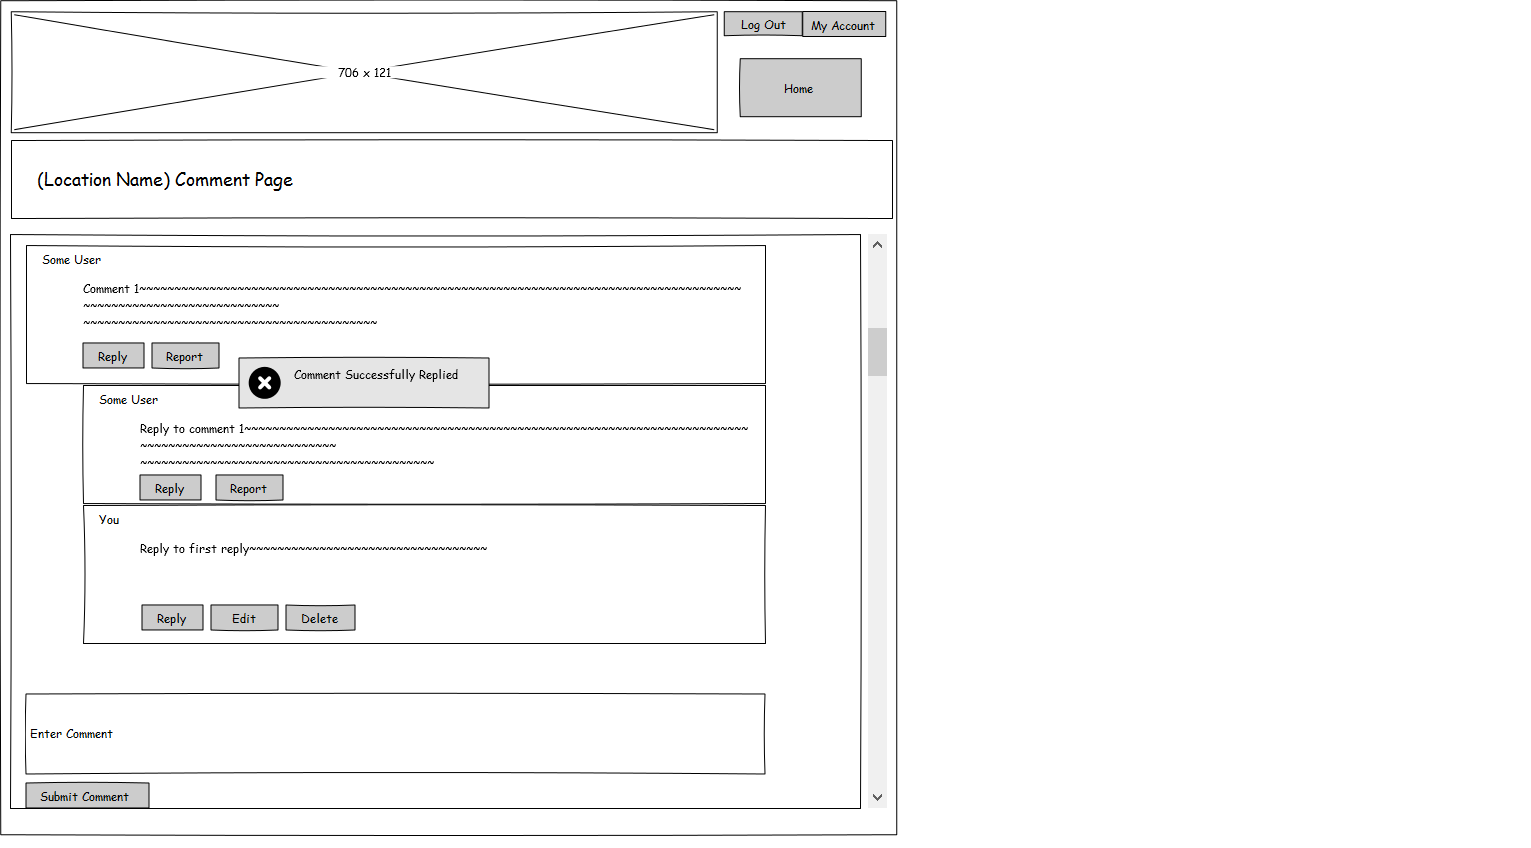 Log Out
My Account
706 x 121
Home
(Location Name) Comment Page
Some User
Comment 1~~~~~~~~~~~~~~~~~~~~~~~~~~~~~~~~~~~~~~~~~~~~~~~~~~~~~~~~~~~~~~~~~~~~~~~~~~~~~~~~~~~~~~
~~~~~~~~~~~~~~~~~~~~~~~~~~~~
~~~~~~~~~~~~~~~~~~~~~~~~~~~~~~~~~~~~~~~~~~
Reply
Report
Comment Successfully Replied
Some User
Reply to comment 1~~~~~~~~~~~~~~~~~~~~~~~~~~~~~~~~~~~~~~~~~~~~~~~~~~~~~~~~~~~~~~~~~~~~~~~~
~~~~~~~~~~~~~~~~~~~~~~~~~~~~
~~~~~~~~~~~~~~~~~~~~~~~~~~~~~~~~~~~~~~~~~~
Reply
Report
You
Reply to first reply~~~~~~~~~~~~~~~~~~~~~~~~~~~~~~~~~~
Reply
Edit
Delete
Enter Comment
Submit Comment